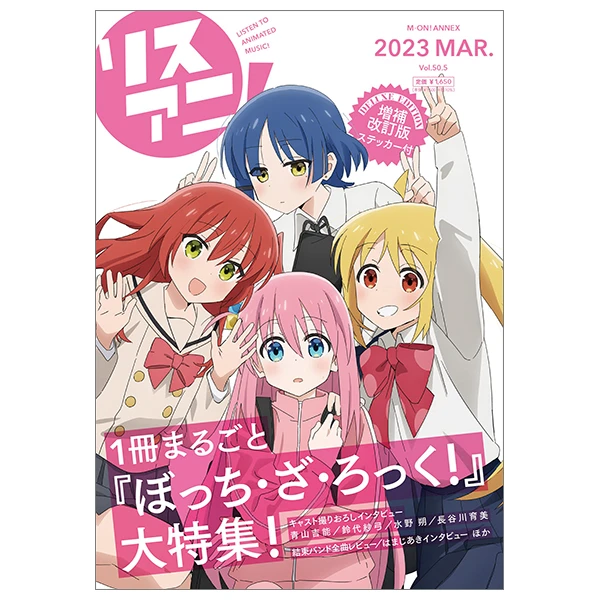 リスアニ!
LISTEN TO
ANIMATED
MUSIC!
M-ON! ANNEX
2023 MAR.
Vol.50.5
定価 ¥1,650
DELUXE EDITION
増補
改訂版
ステッカー付
1冊まるごと
『ぼっち・ざ・ろっく!』
大特集!
キャスト撮りおろしインタビュー
青山吉能/鈴代紗弓/水野 朔/長谷川育美
結束バンド全曲レビュー/はまじあきインタビュー ほか